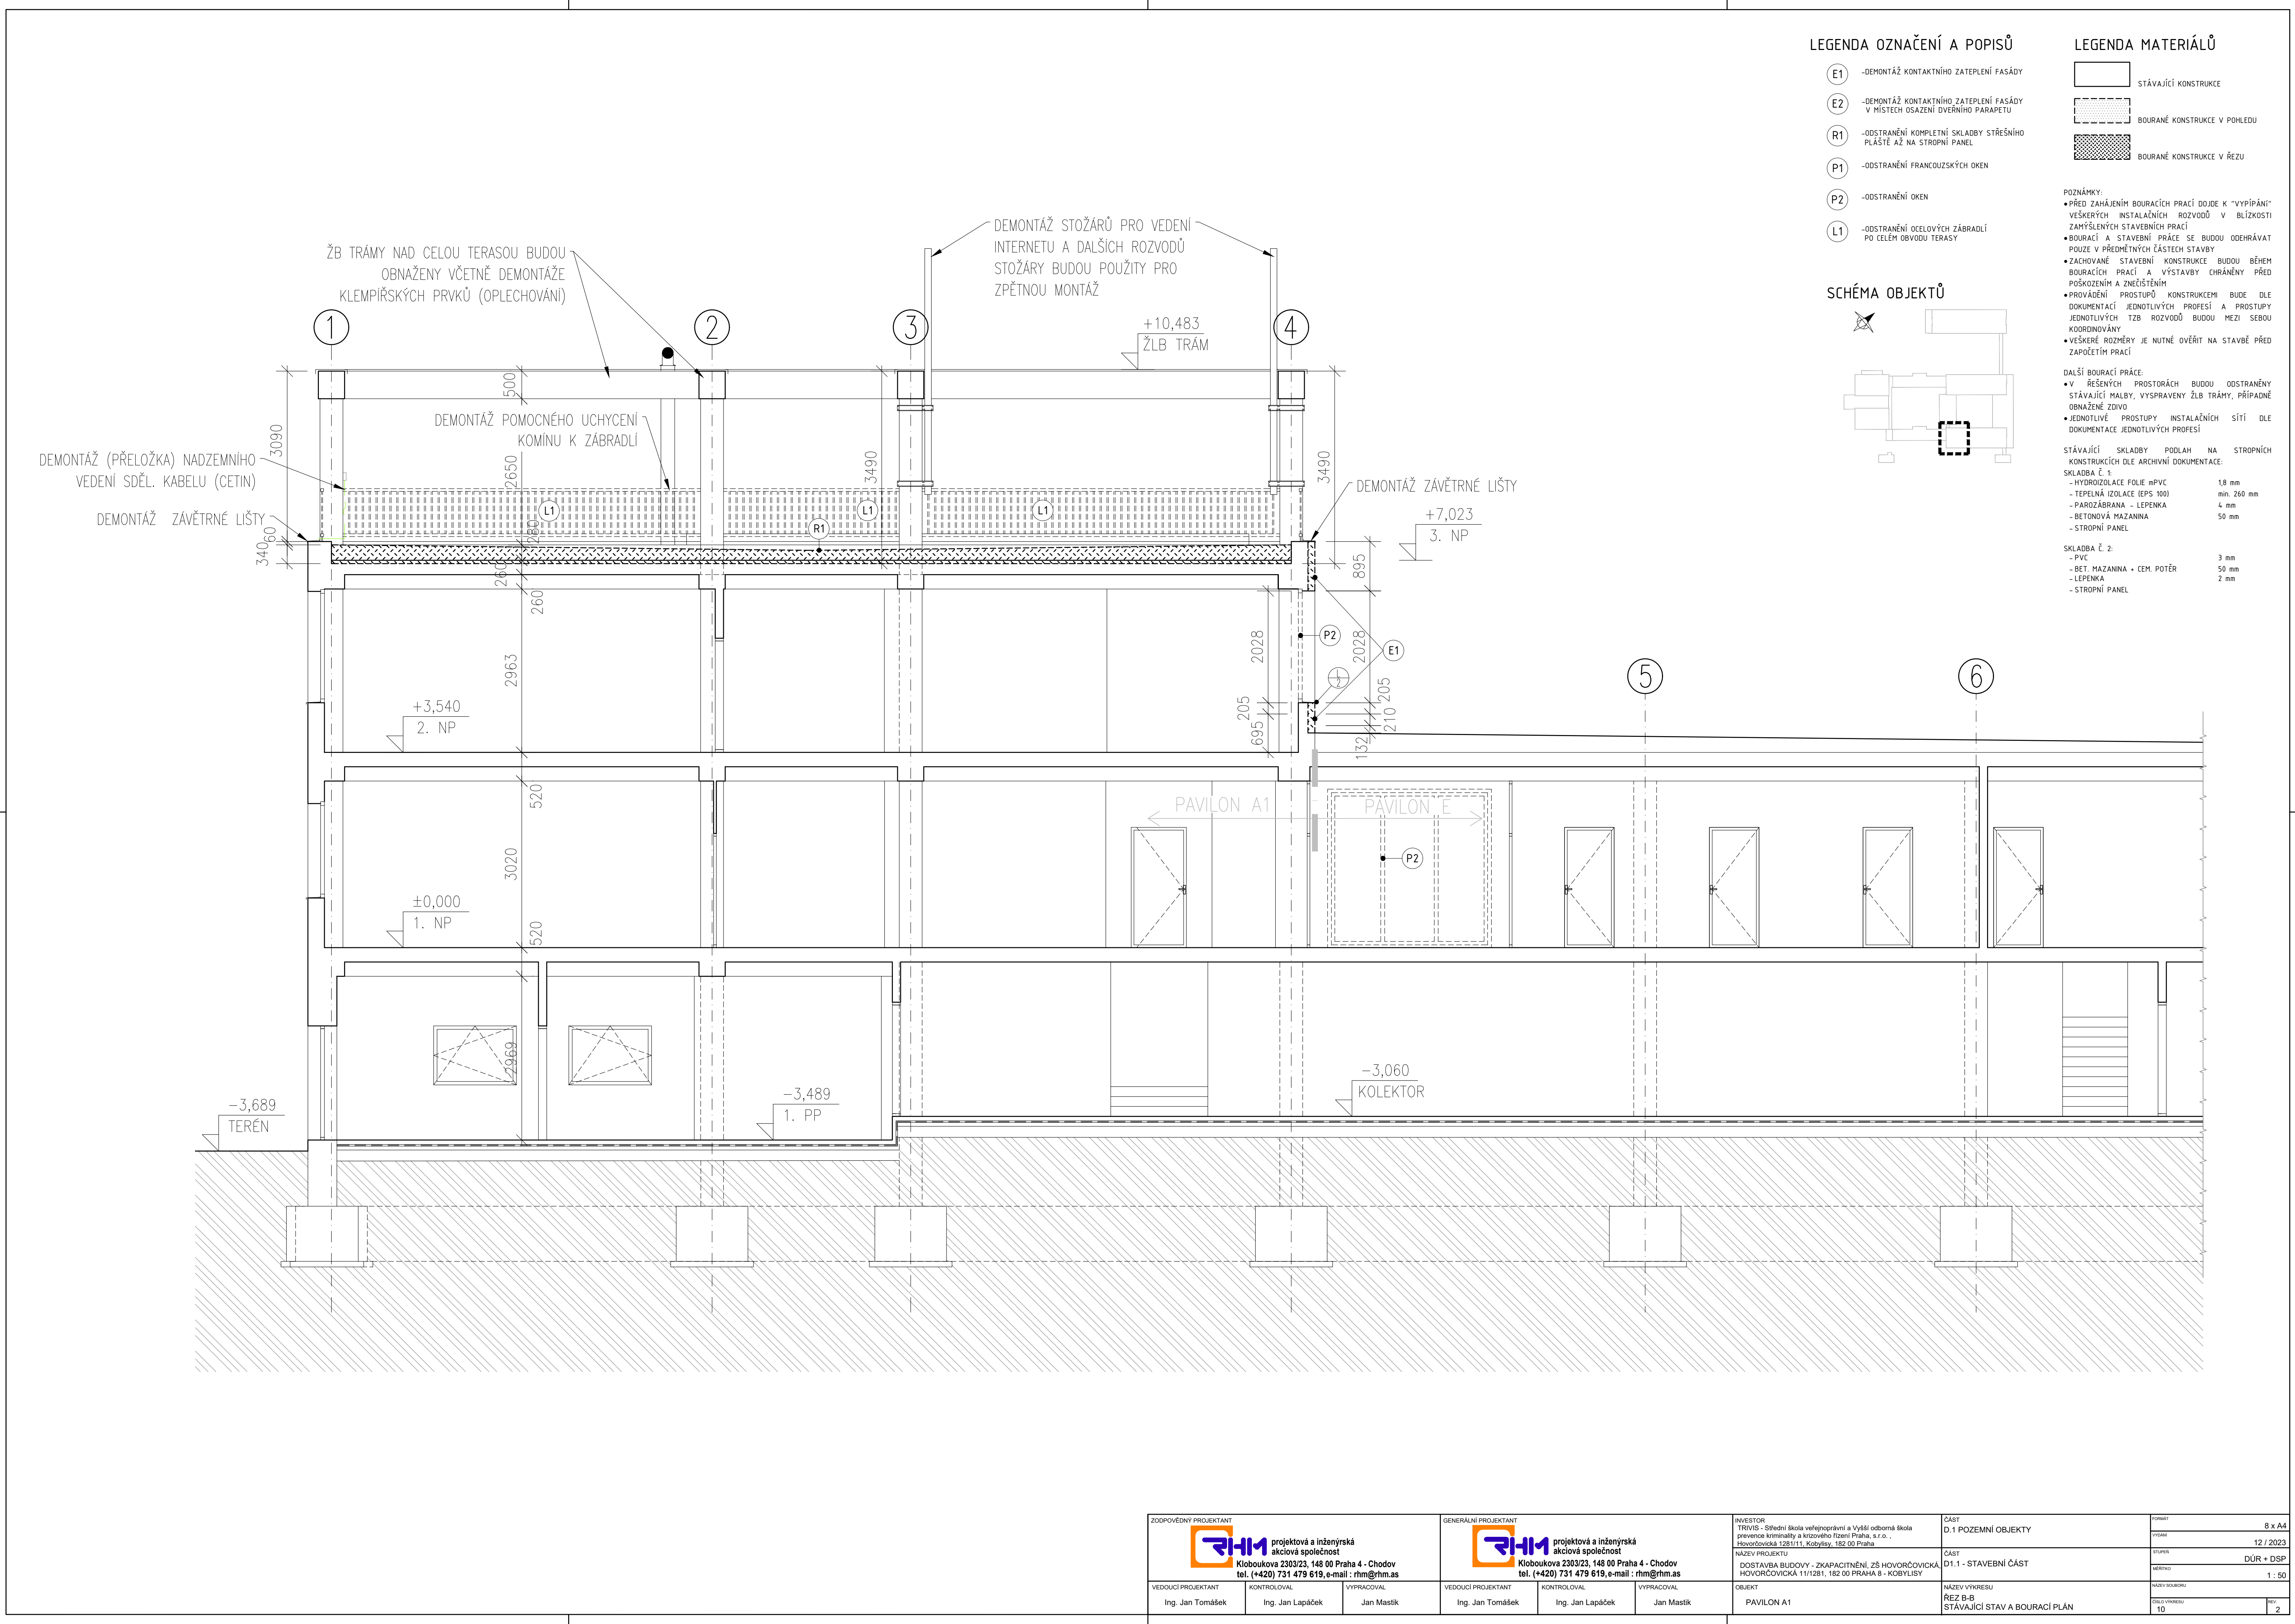 LEGENDA OZNAČENÍ A POPISŮ
E1
-DEMONTÁŽ KONTAKTNÍHO ZATEPLENÍ FASÁDY
E2
-DEMONTÁŽ KONTAKTNÍHO ZATEPLENÍ FASÁDY
V MÍSTECH OSAZENÍ DVEŘNÍHO PARAPETU
R1
-ODSTRANĚNÍ KOMPLETNÍ SKLADBY STŘEŠNÍHO
PLÁŠTĚ AŽ NA STROPNÍ PANEL
P1
-ODSTRANĚNÍ FRANCOUZSKÝCH OKEN
P2
-ODSTRANĚNÍ OKEN
L1
-ODSTRANĚNÍ OCELOVÝCH ZÁBRADLÍ
PO CELÉM OBVODU TERASY
SCHÉMA OBJEKTŮ
LEGENDA MATERIÁLŮ
STÁVAJÍCÍ KONSTRUKCE
BOURANÉ KONSTRUKCE V POHLEDU
BOURANÉ KONSTRUKCE V ŘEZU
POZNÁMKY:
•PŘED ZAHÁJENÍM BOURACÍCH PRACÍ DOJDE K "VYPÍPÁNÍ"
VEŠKERÝCH INSTALAČNÍCH ROZVODŮ V BLÍZKOSTI
ZAMÝŠLENÝCH STAVEBNÍCH PRACÍ
•BOURACÍ A STAVEBNÍ PRÁCE SE BUDOU ODEHRÁVAT
POUZE V PŘEDMĚTNÝCH ČÁSTECH STAVBY
•ZACHOVANÉ STAVEBNÍ KONSTRUKCE BUDOU BĚHEM
BOURACÍCH PRACÍ A VÝSTAVBY CHRÁNĚNY PŘED
POŠKOZENÍM A ZNEČIŠTĚNÍM
•PROVÁDĚNÍ PROSTUPŮ KONSTRUKCEMI BUDE DLE
DOKUMENTACÍ JEDNOTLIVÝCH PROFESÍ A PROSTUPY
JEDNOTLIVÝCH TZB ROZVODŮ BUDOU MEZI SEBOU
KOORDINOVÁNY
•VEŠKERÉ ROZMĚRY JE NUTNÉ OVĚŘIT NA STAVBĚ PŘED
ZAPOČETÍM PRACÍ
DALŠÍ BOURACÍ PRÁCE:
•V ŘEŠENÝCH PROSTORÁCH BUDOU ODSTRANĚNY
STÁVAJÍCÍ MALBY, VYSPRAVENY ŽLB TRÁMY, PŘÍPADNĚ
OBNAŽENÉ ZDIVO
•JEDNOTLIVÉ PROSTUPY INSTALAČNÍCH SÍTÍ DLE
DOKUMENTACE JEDNOTLIVÝCH PROFESÍ
STÁVAJÍCÍ SKLADBY PODLAH NA STROPNÍCH
KONSTRUKCÍCH DLE ARCHIVNÍ DOKUMENTACE:
SKLADBA Č. 1:
- HYDROIZOLACE FOLIE mPVC 1,8 mm
- TEPELNÁ IZOLACE (EPS 100) min. 260 mm
- PAROZÁBRANA - LEPENKA 4 mm
- BETONOVÁ MAZANINA 50 mm
- STROPNÍ PANEL
SKLADBA Č. 2:
- PVC 3 mm
- BET. MAZANINA + CEM. POTĚR 50 mm
- LEPENKA 2 mm
- STROPNÍ PANEL
ŽB TRÁMY NAD CELOU TERASOU BUDOU
OBNAŽENY VČETNĚ DEMONTÁŽE
KLEMPÍŘSKÝCH PRVKŮ (OPLECHOVÁNÍ)
DEMONTÁŽ STOŽÁRŮ PRO VEDENÍ
INTERNETU A DALŠÍCH ROZVODŮ
STOŽÁRY BUDOU POUŽITY PRO
ZPĚTNOU MONTÁŽ
1
2
3
4
+10,483
ŽLB TRÁM
DEMONTÁŽ POMOCNÉHO UCHYCENÍ
KOMÍNU K ZÁBRADLÍ
DEMONTÁŽ (PŘELOŽKA) NADZEMNÍHO
VEDENÍ SDĚL. KABELU (CETIN)
DEMONTÁŽ ZÁVĚTRNÉ LIŠTY
DEMONTÁŽ ZÁVĚTRNÉ LIŠTY
+7,023
3. NP
3090
60
340
500
2650
280
260
260
2963
520
3020
520
2969
3490
3490
895
2028
2028
205
205
210
695
132
L1
L1
L1
R1
P2
E1
1
2
5
6
+3,540
2. NP
PAVILON A1
PAVILON E
P2
±0,000
1. NP
-3,060
KOLEKTOR
-3,489
1. PP
-3,689
TERÉN
ZODPOVĚDNÝ PROJEKTANT
RHM
projektová a inženýrská
akciová společnost
Kloboukova 2303/23, 148 00 Praha 4 - Chodov
tel. (+420) 731 479 619, e-mail : rhm@rhm.as
VEDOUCÍ PROJEKTANT
Ing. Jan Tomášek
KONTROLOVAL
Ing. Jan Lapáček
VYPRACOVAL
Jan Mastik
GENERÁLNÍ PROJEKTANT
RHM
projektová a inženýrská
akciová společnost
Kloboukova 2303/23, 148 00 Praha 4 - Chodov
tel. (+420) 731 479 619, e-mail : rhm@rhm.as
VEDOUCÍ PROJEKTANT
Ing. Jan Tomášek
KONTROLOVAL
Ing. Jan Lapáček
VYPRACOVAL
Jan Mastik
INVESTOR
TRIVIS - Střední škola veřejnoprávní a Vyšší odborná škola
prevence kriminality a krizového řízení Praha, s.r.o. ,
Hovorčovická 1281/11, Kobylisy, 182 00 Praha
NÁZEV PROJEKTU
DOSTAVBA BUDOVY - ZKAPACITNĚNÍ, ZŠ HOVORČOVICKÁ,
HOVORČOVICKÁ 11/1281, 182 00 PRAHA 8 - KOBYLISY
OBJEKT
PAVILON A1
ČÁST
D.1 POZEMNÍ OBJEKTY
ČÁST
D1.1 - STAVEBNÍ ČÁST
NÁZEV VÝKRESU
ŘEZ B-B
STÁVAJÍCÍ STAV A BOURACÍ PLÁN
FORMÁT
8 x A4
VYDÁNÍ
12 / 2023
STUPEŇ
DÚR + DSP
MĚŘÍTKO
1 : 50
NÁZEV SOUBORU
ČÍSLO VÝKRESU
10
REV.
2